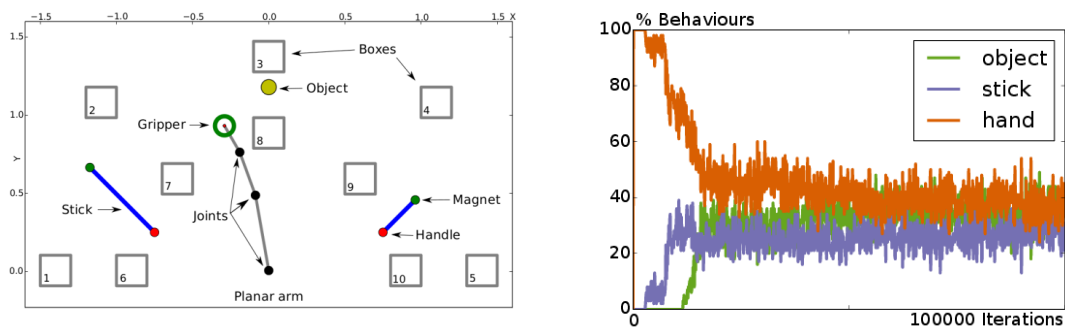 −1.5 −1.0 −0.5 0.0 0.5 1.0 1.5 X
1.5
1.0
0.5
0.0
Y
Boxes
3
Object
2
4
Gripper
8
7
9
Stick
Magnet
Joints
Handle
1
6
10
5
Planar arm
% Behaviours
100
80
60
40
20
0
object
stick
hand
0
100000 Iterations